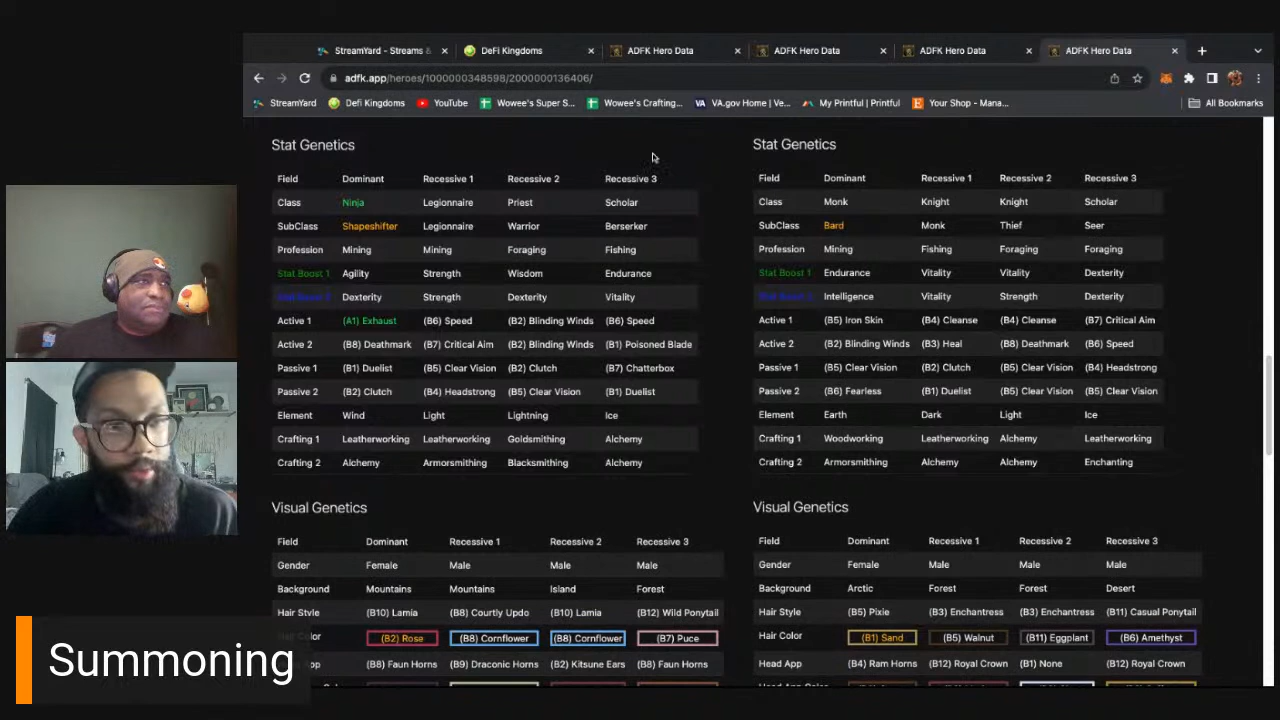 StreamYard - Streams &
DeFi Kingdoms
ADFK Hero Data
ADFK Hero Data
ADFK Hero Data
ADFK Hero Data
adfk.app/heroes/1000000348598/2000000136406/
StreamYard
Defi Kingdoms
YouTube
Wowee's Super S...
Wowee's Crafting...
VA.gov Home | Ve...
My Printful | Printful
Your Shop - Mana...
All Bookmarks
Stat Genetics
Field Dominant Recessive 1 Recessive 2 Recessive 3
Class Ninja Legionnaire Priest Scholar
SubClass Shapeshifter Legionnaire Warrior Berserker
Profession Mining Mining Foraging Fishing
Stat Boost 1 Agility Strength Wisdom Endurance
Stat Boost 2 Dexterity Strength Dexterity Vitality
Active 1 (A1) Exhaust (B6) Speed (B2) Blinding Winds (B6) Speed
Active 2 (B8) Deathmark (B7) Critical Aim (B2) Blinding Winds (B1) Poisoned Blade
Passive 1 (B1) Duelist (B5) Clear Vision (B2) Clutch (B7) Chatterbox
Passive 2 (B2) Clutch (B4) Headstrong (B5) Clear Vision (B1) Duelist
Element Wind Light Lightning Ice
Crafting 1 Leatherworking Leatherworking Goldsmithing Alchemy
Crafting 2 Alchemy Armorsmithing Blacksmithing Alchemy
Visual Genetics
Field Dominant Recessive 1 Recessive 2 Recessive 3
Gender Female Male Male Male
Background Mountains Mountains Island Forest
Hair Style (B10) Lamia (B8) Courtly Updo (B10) Lamia (B12) Wild Ponytail
Hair Color (B2) Rose (B8) Cornflower (B8) Cornflower (B7) Puce
App (B8) Faun Horns (B9) Draconic Horns (B2) Kitsune Ears (B8) Faun Horns
Stat Genetics
Field Dominant Recessive 1 Recessive 2 Recessive 3
Class Monk Knight Knight Scholar
SubClass Bard Monk Thief Seer
Profession Mining Fishing Foraging Foraging
Stat Boost 1 Endurance Vitality Vitality Dexterity
Stat Boost 2 Intelligence Vitality Strength Dexterity
Active 1 (B5) Iron Skin (B4) Cleanse (B4) Cleanse (B7) Critical Aim
Active 2 (B2) Blinding Winds (B3) Heal (B8) Deathmark (B6) Speed
Passive 1 (B5) Clear Vision (B2) Clutch (B5) Clear Vision (B4) Headstrong
Passive 2 (B6) Fearless (B1) Duelist (B5) Clear Vision (B5) Clear Vision
Element Earth Dark Light Ice
Crafting 1 Woodworking Leatherworking Alchemy Leatherworking
Crafting 2 Armorsmithing Alchemy Alchemy Enchanting
Visual Genetics
Field Dominant Recessive 1 Recessive 2 Recessive 3
Gender Female Male Male Male
Background Arctic Forest Forest Desert
Hair Style (B5) Pixie (B3) Enchantress (B3) Enchantress (B11) Casual Ponytail
Hair Color (B1) Sand (B5) Walnut (B11) Eggplant (B6) Amethyst
Head App (B4) Ram Horns (B12) Royal Crown (B1) None (B12) Royal Crown
Summoning